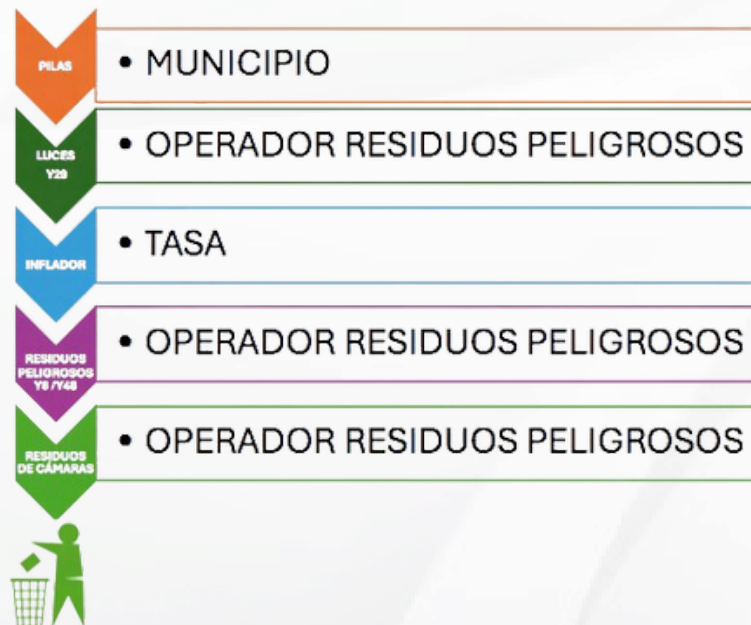 PILAS
• MUNICIPIO
LUCES
Y29
• OPERADOR RESIDUOS PELIGROSOS
INFLADOR
• TASA
RESIDUOS
PELIGROSOS
Y8 /Y48
• OPERADOR RESIDUOS PELIGROSOS
RESIDUOS
DE CÁMARAS
• OPERADOR RESIDUOS PELIGROSOS